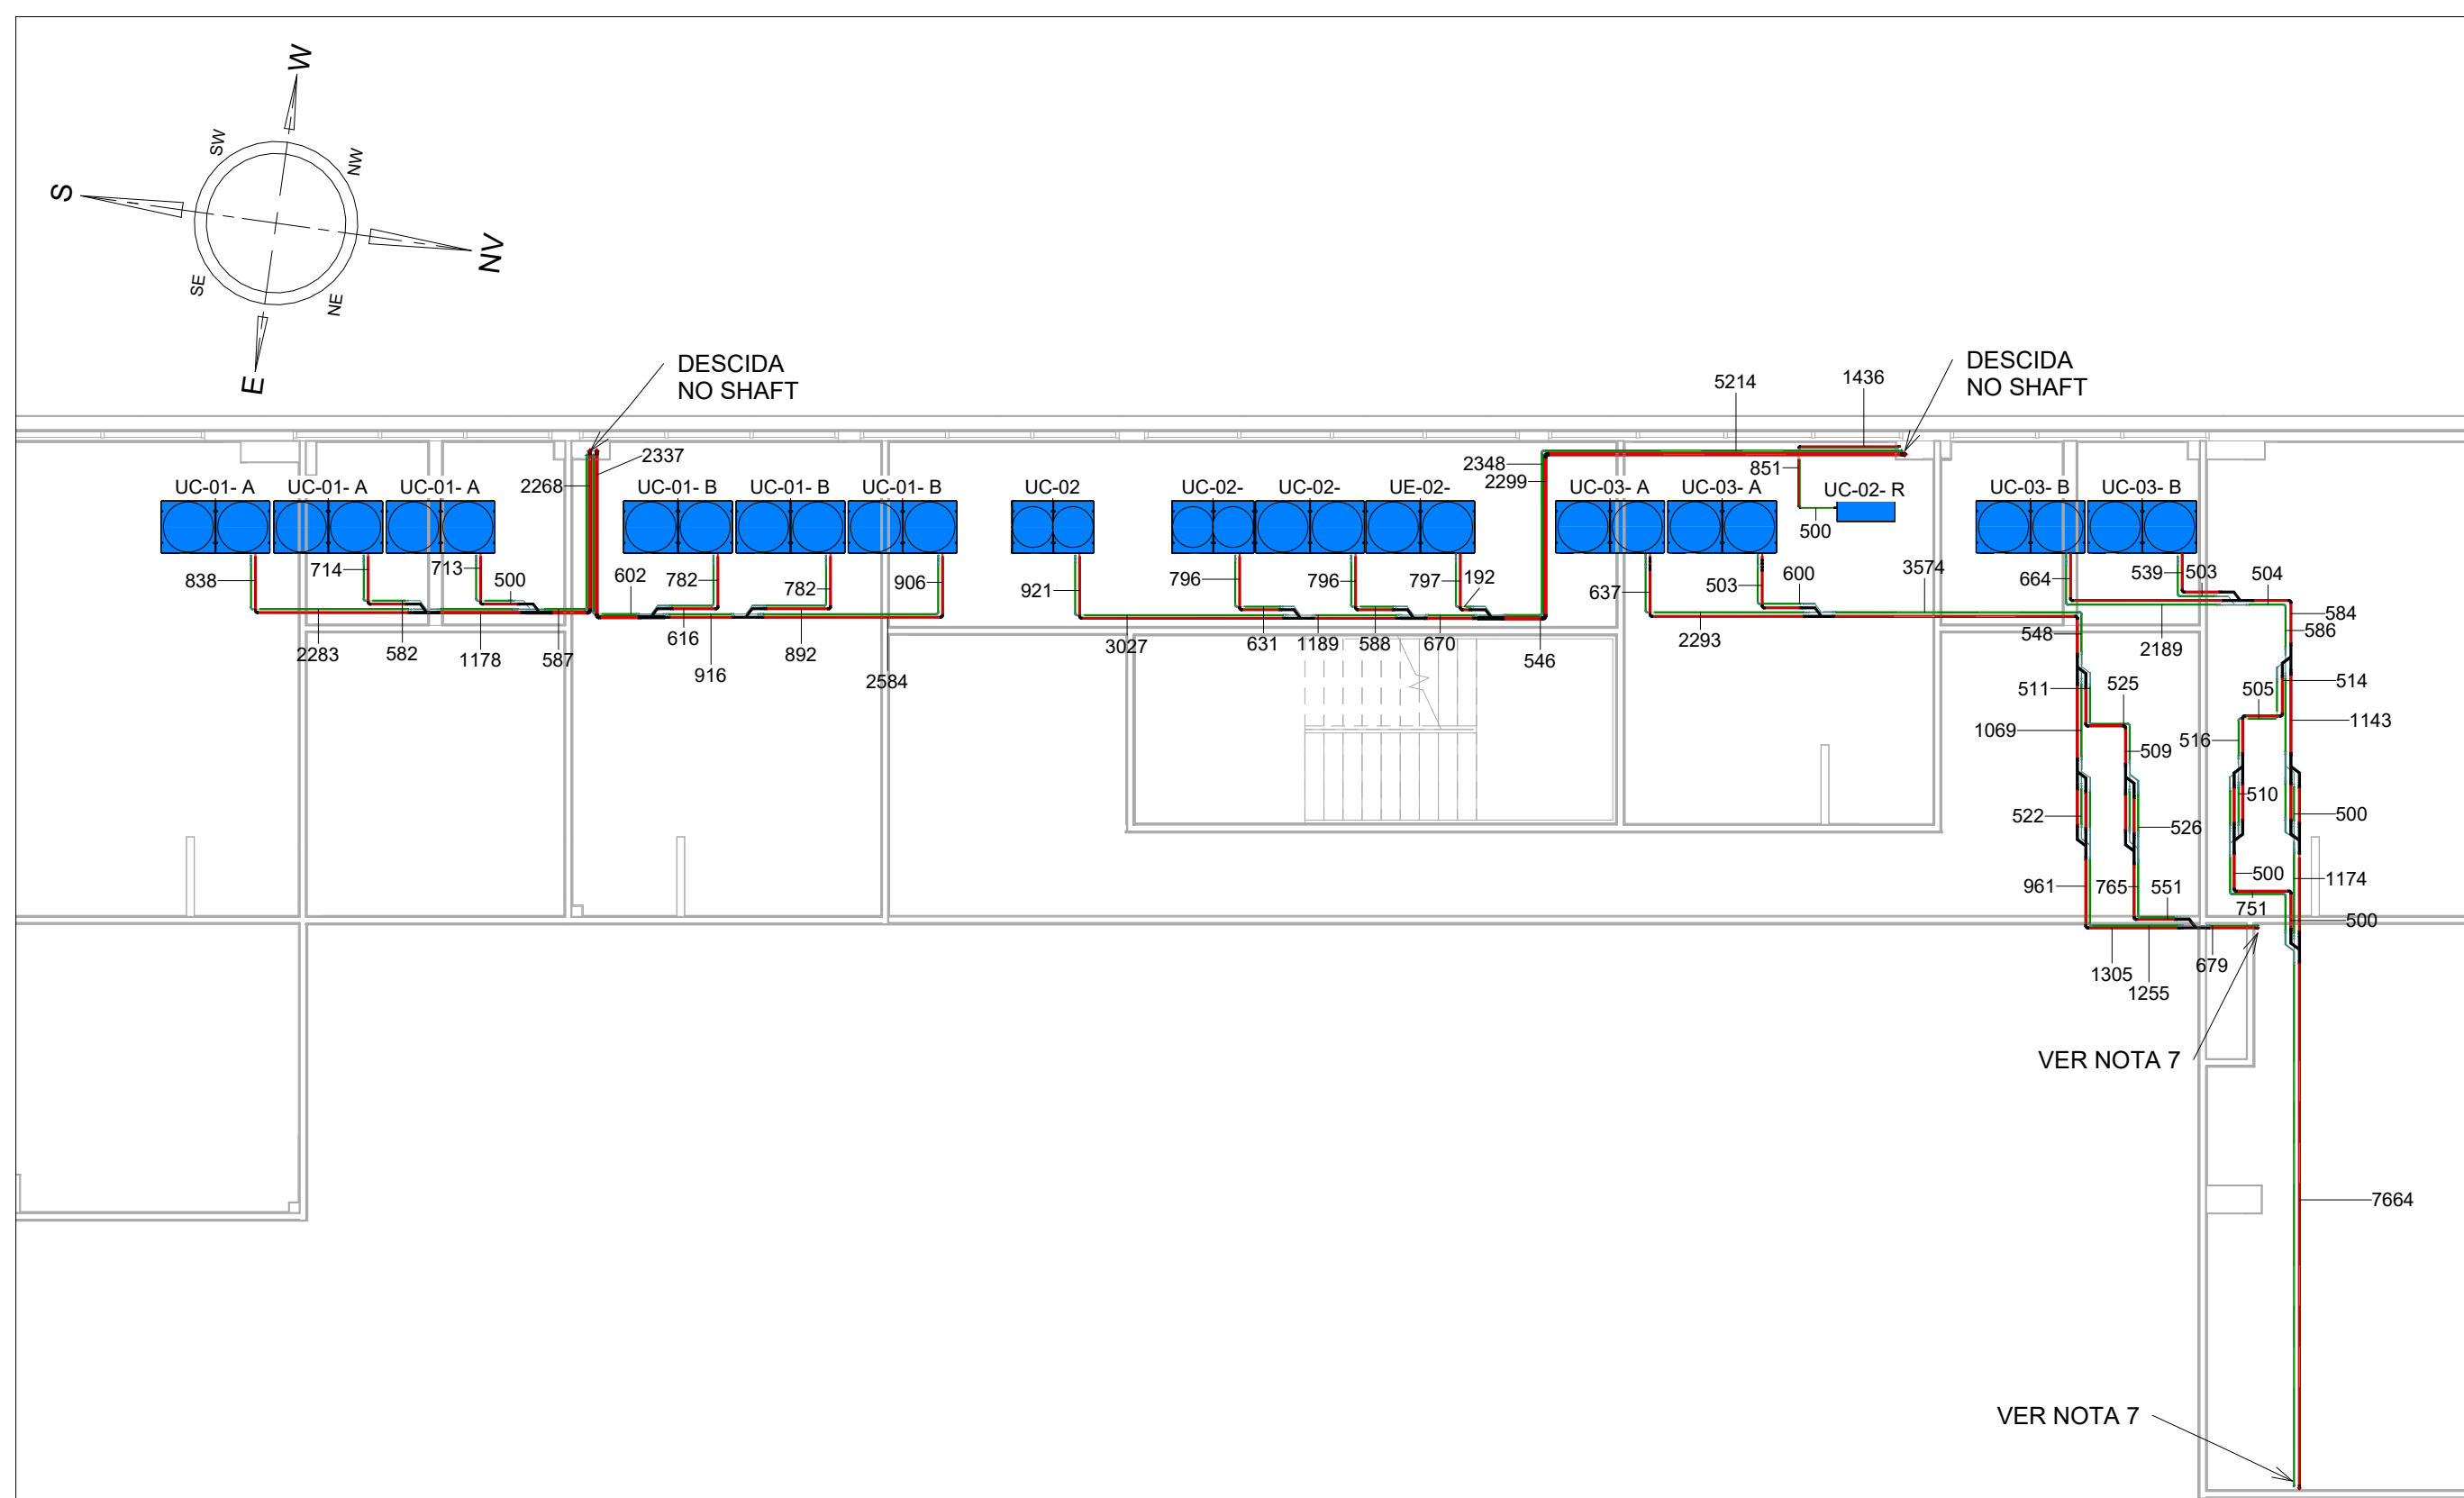 W
SW
NW
S
NV
SE
NE
E
DESCIDA
NO SHAFT
DESCIDA
NO SHAFT
5214
1436
2337
2268
2348
2299
851
UC-01- A
UC-01- A
UC-01- A
UC-01- B
UC-01- B
UC-01- B
UC-02
UC-02-
UC-02-
UE-02-
UC-03- A
UC-03- A
UC-02- R
UC-03- B
UC-03- B
500
838
714
713
500
602
782
782
906
921
796
796
797
192
637
503
600
3574
664
539
503
504
2283
582
1178
587
616
916
892
2584
3027
631
1189
588
670
546
2293
548
2189
584
586
511
525
505
514
1069
509
516
1143
522
526
510
500
961
765
551
500
1174
751
500
1305
1255
679
VER NOTA 7
7664
VER NOTA 7